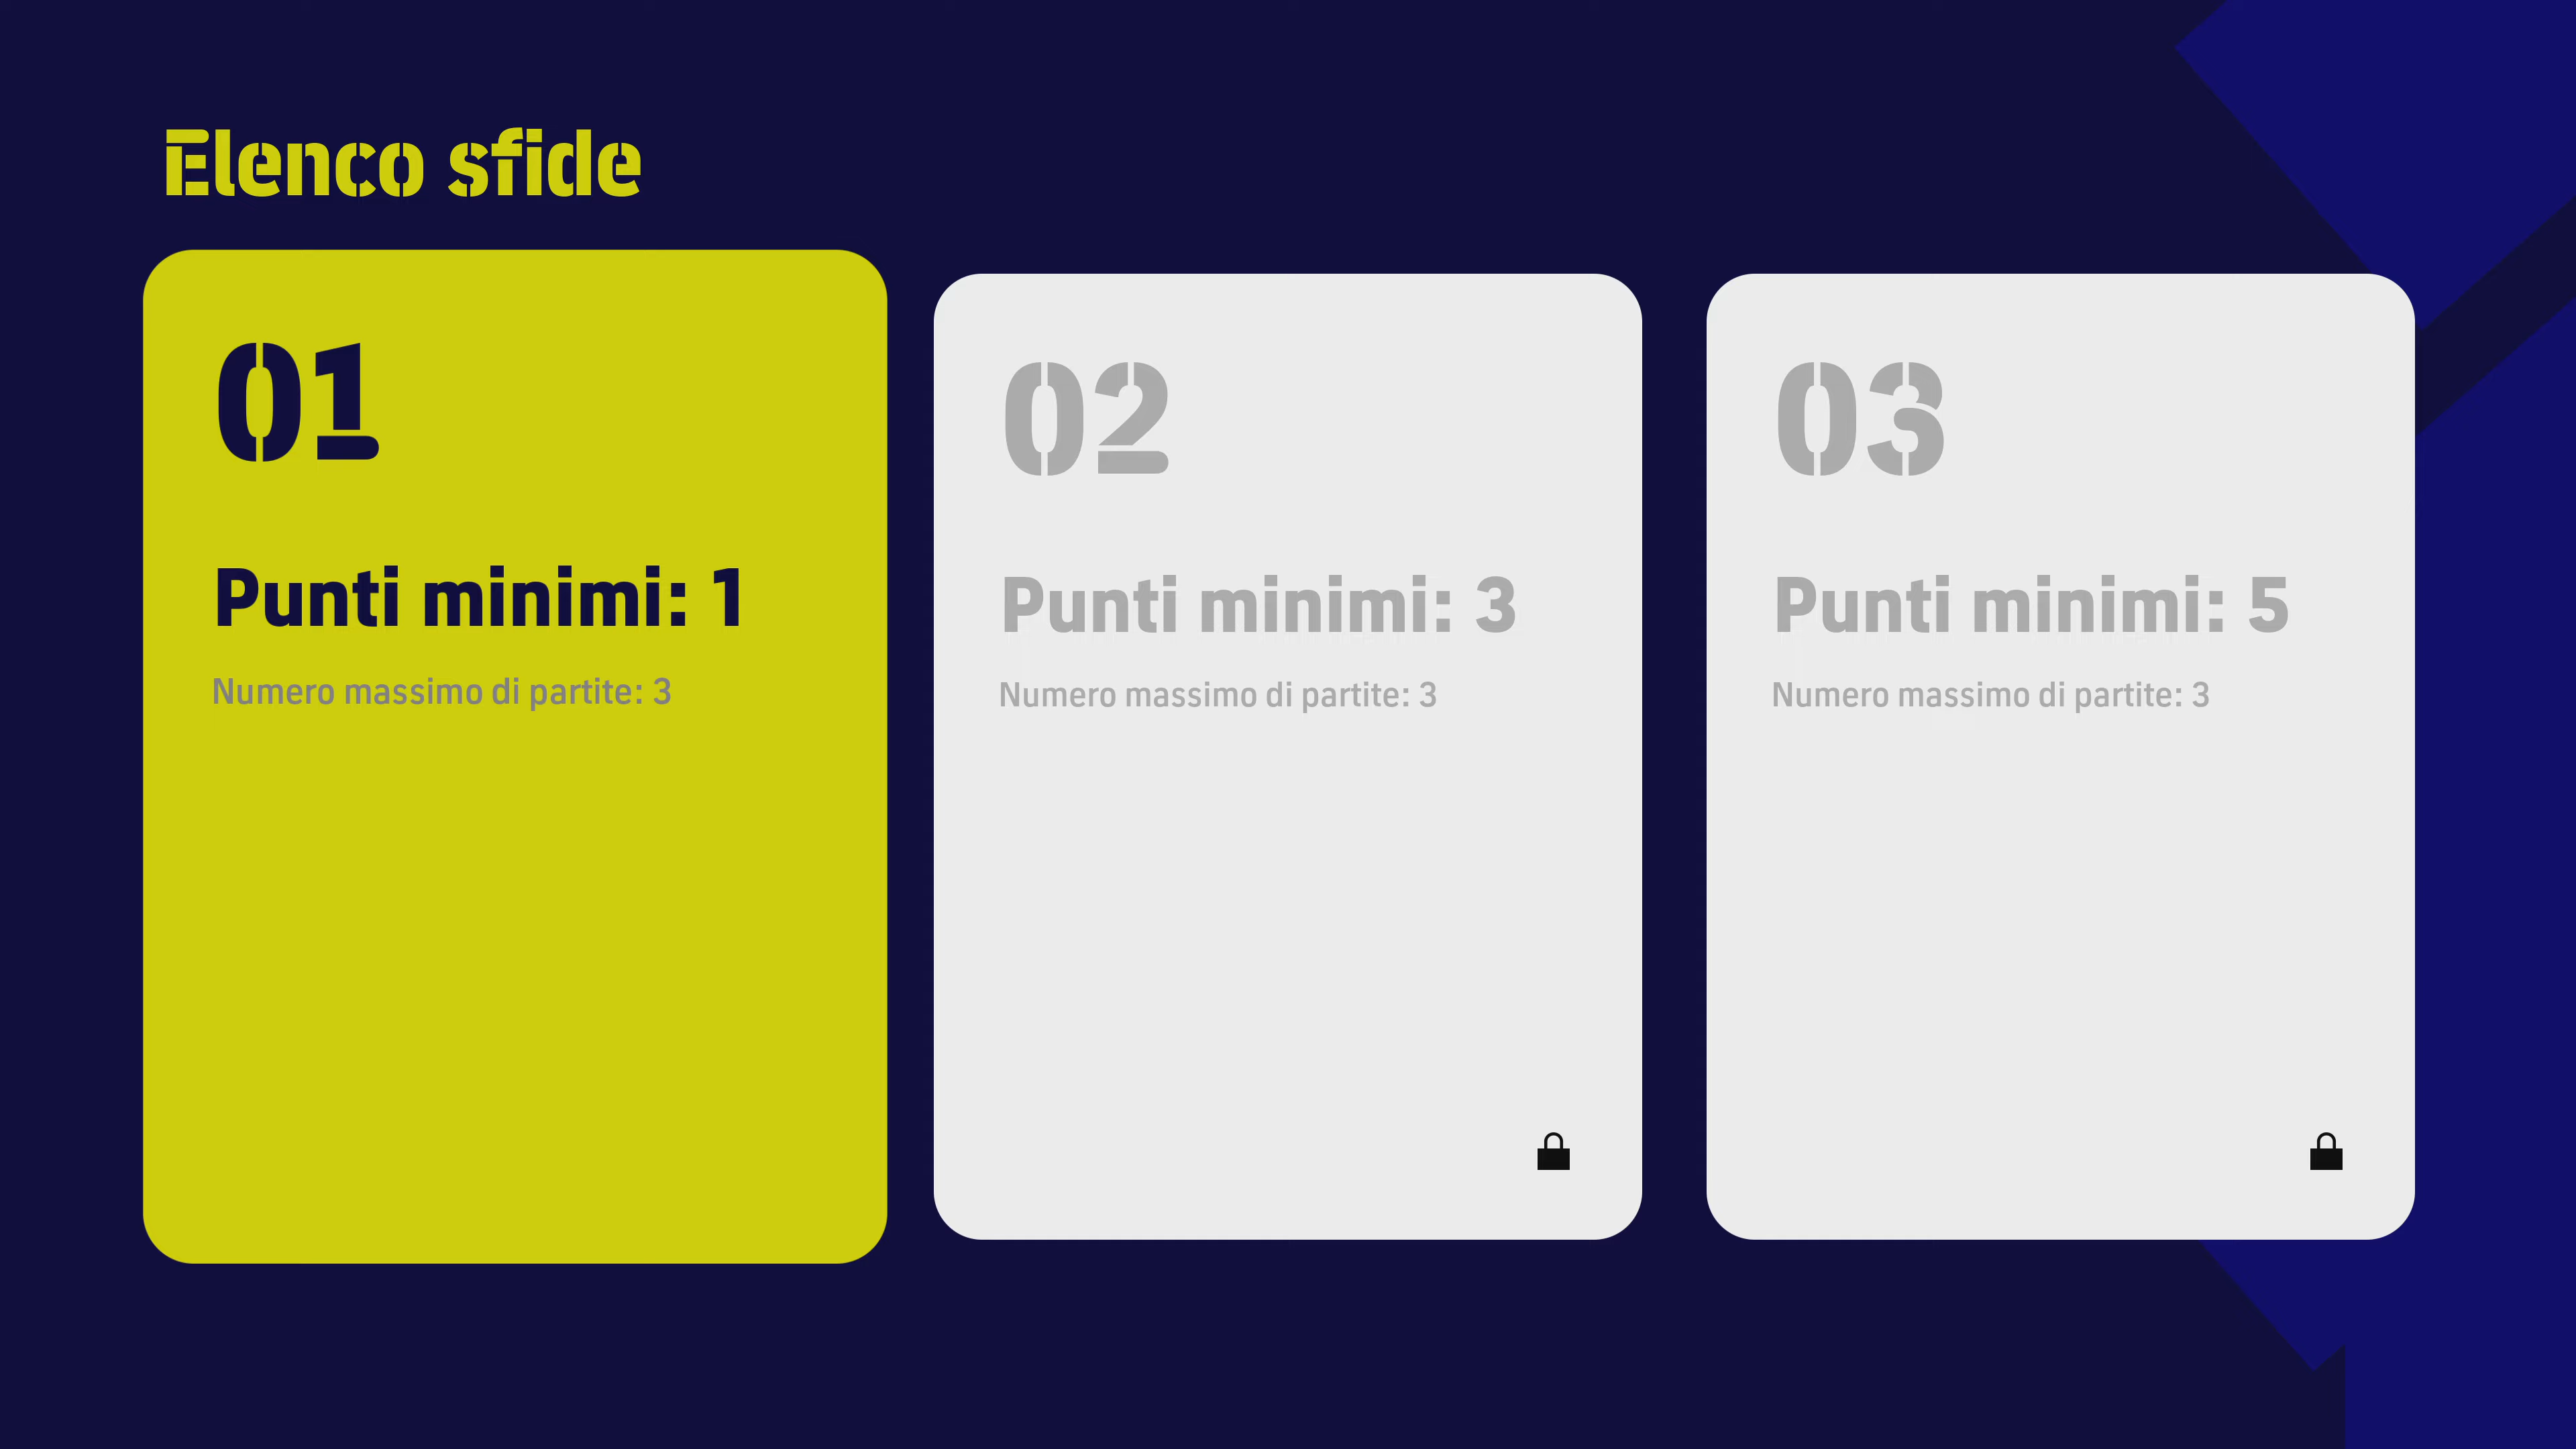 Elenco sfide
01
Punti minimi: 1
Numero massimo di partite: 3
02
Punti minimi: 3
Numero massimo di partite: 3
03
Punti minimi: 5
Numero massimo di partite: 3